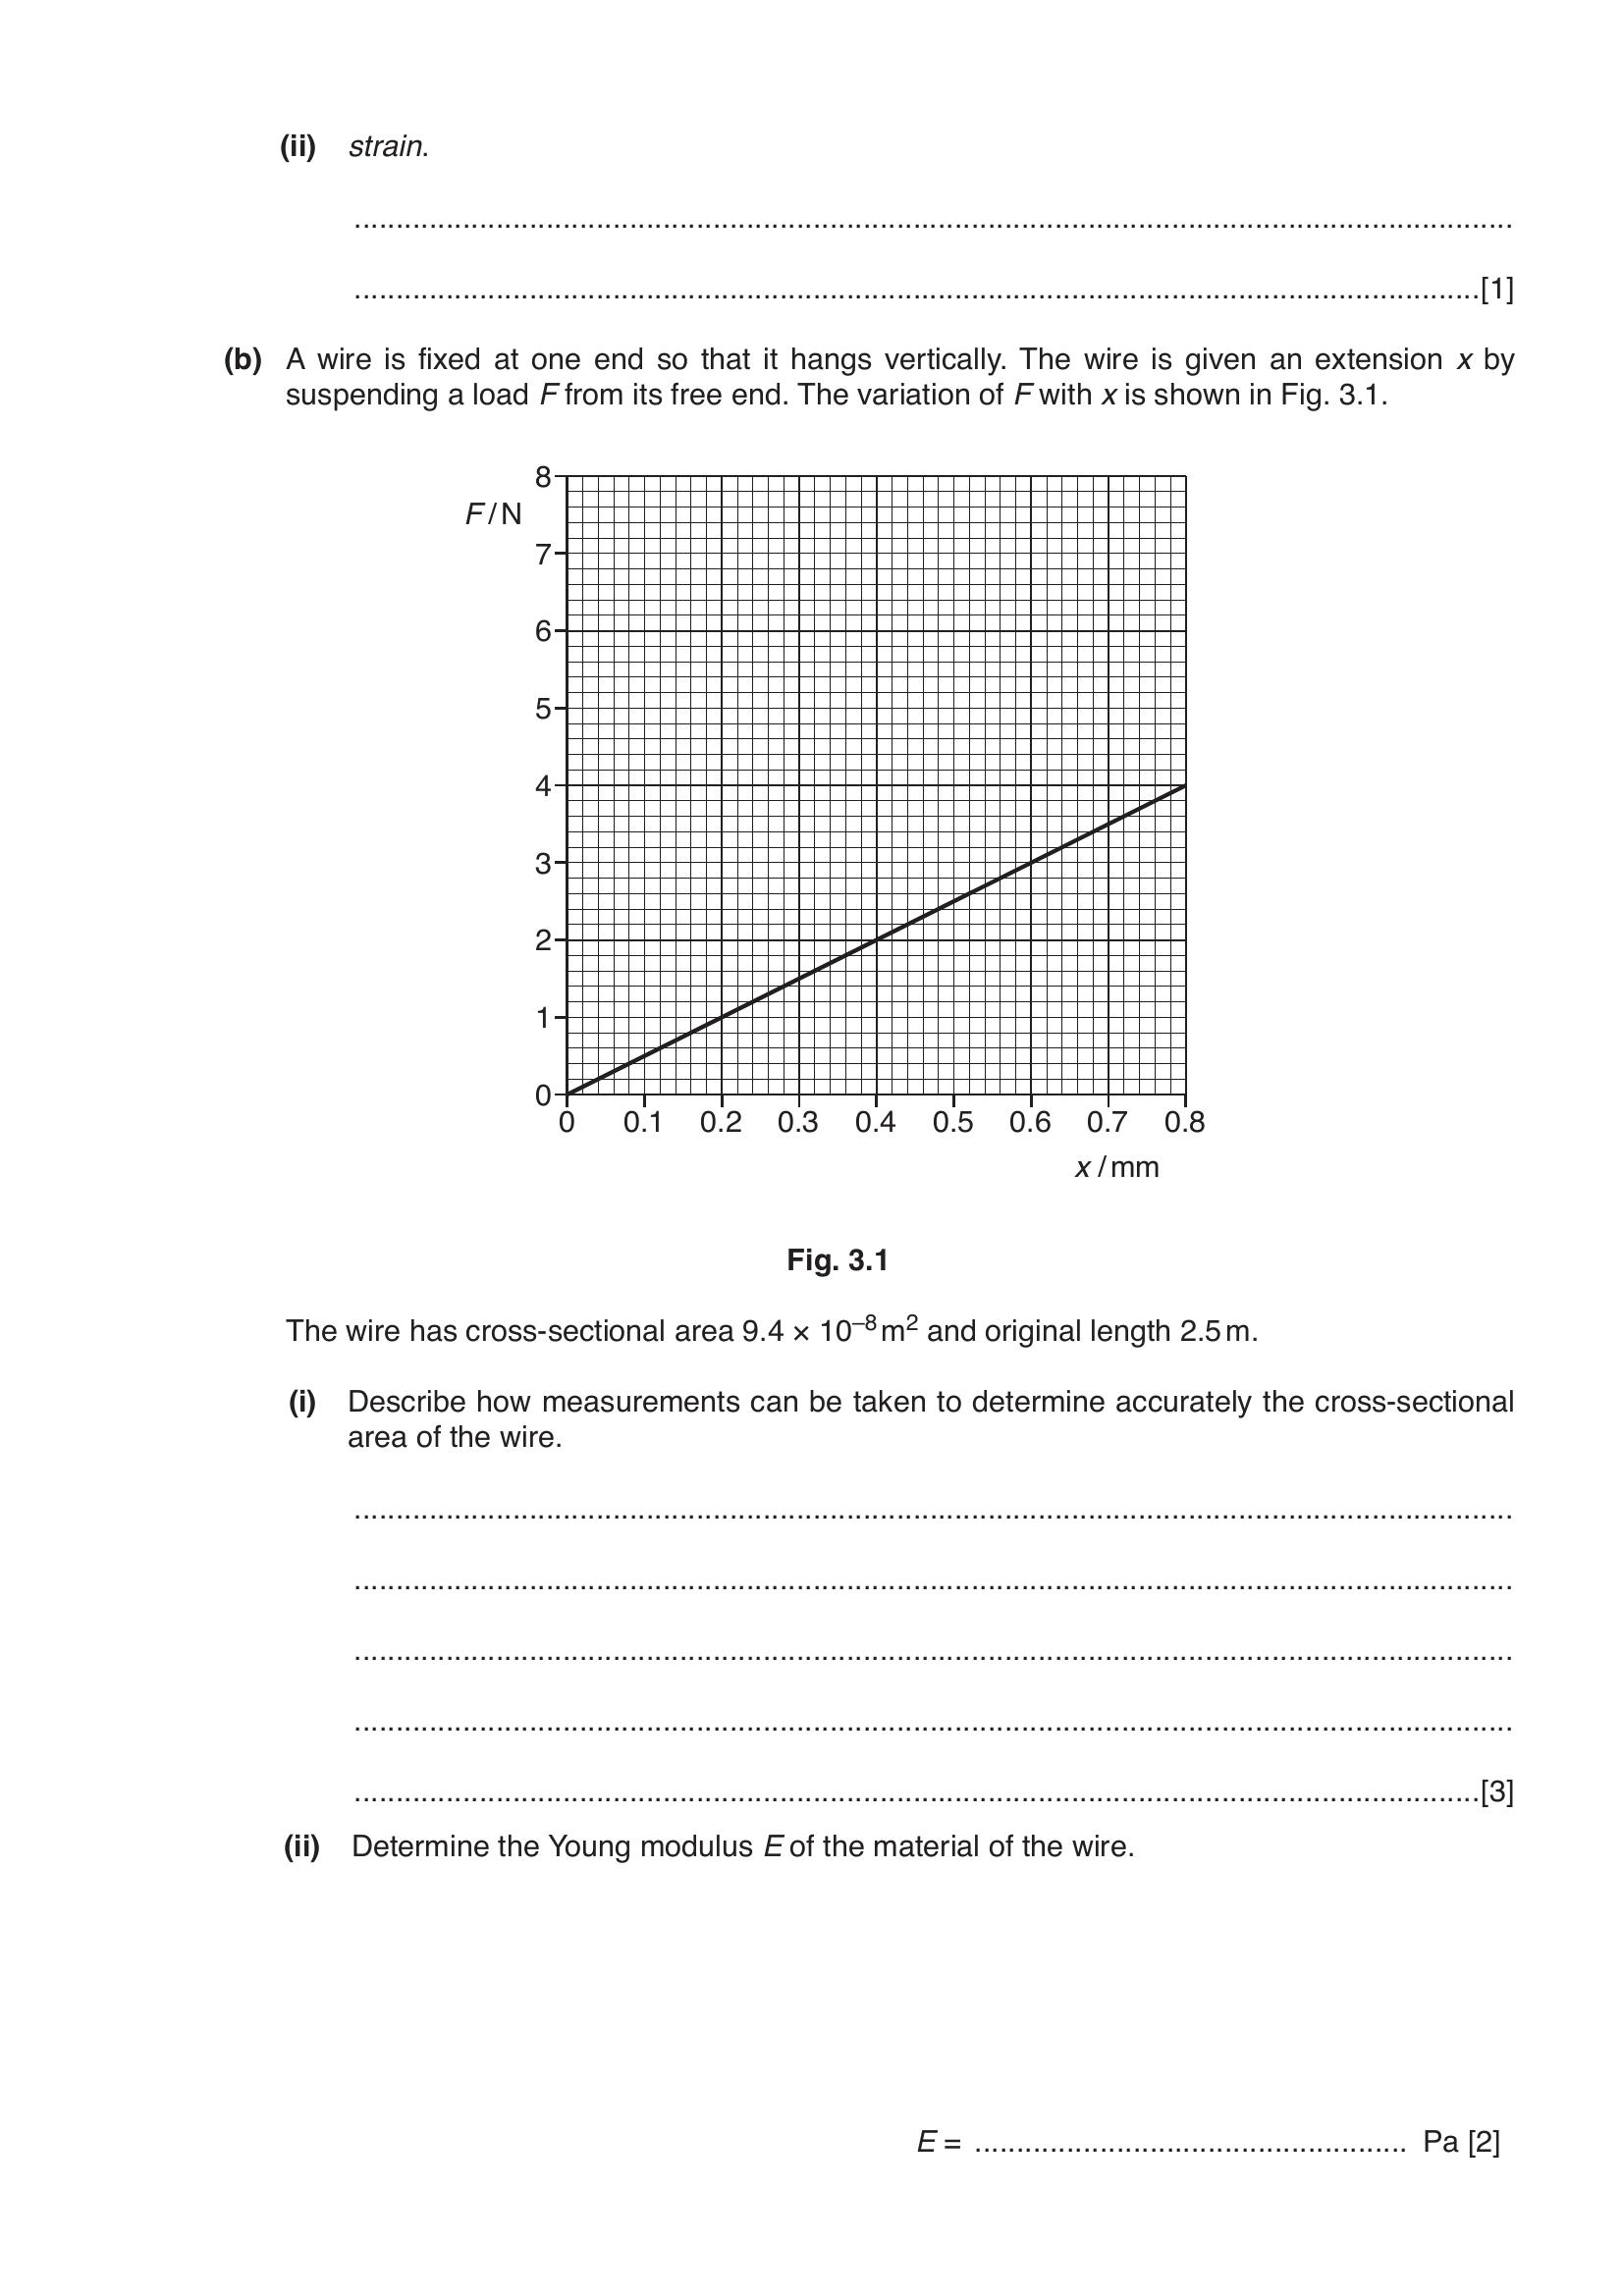 (ii) strain.
..........................................................................................................................................
......................................................................................................................................[1]
(b) A wire is fixed at one end so that it hangs vertically. The wire is given an extension x by
suspending a load F from its free end. The variation of F with x is shown in Fig. 3.1.
8
F / N
7
6
5
4
3
2
1
0
0 0.1 0.2 0.3 0.4 0.5 0.6 0.7 0.8
x / mm
Fig. 3.1
The wire has cross-sectional area 9.4 × 10⁻⁸ m² and original length 2.5 m.
(i) Describe how measurements can be taken to determine accurately the cross-sectional
area of the wire.
..........................................................................................................................................
..........................................................................................................................................
..........................................................................................................................................
..........................................................................................................................................
......................................................................................................................................[3]
(ii) Determine the Young modulus E of the material of the wire.
E = .................................................... Pa [2]